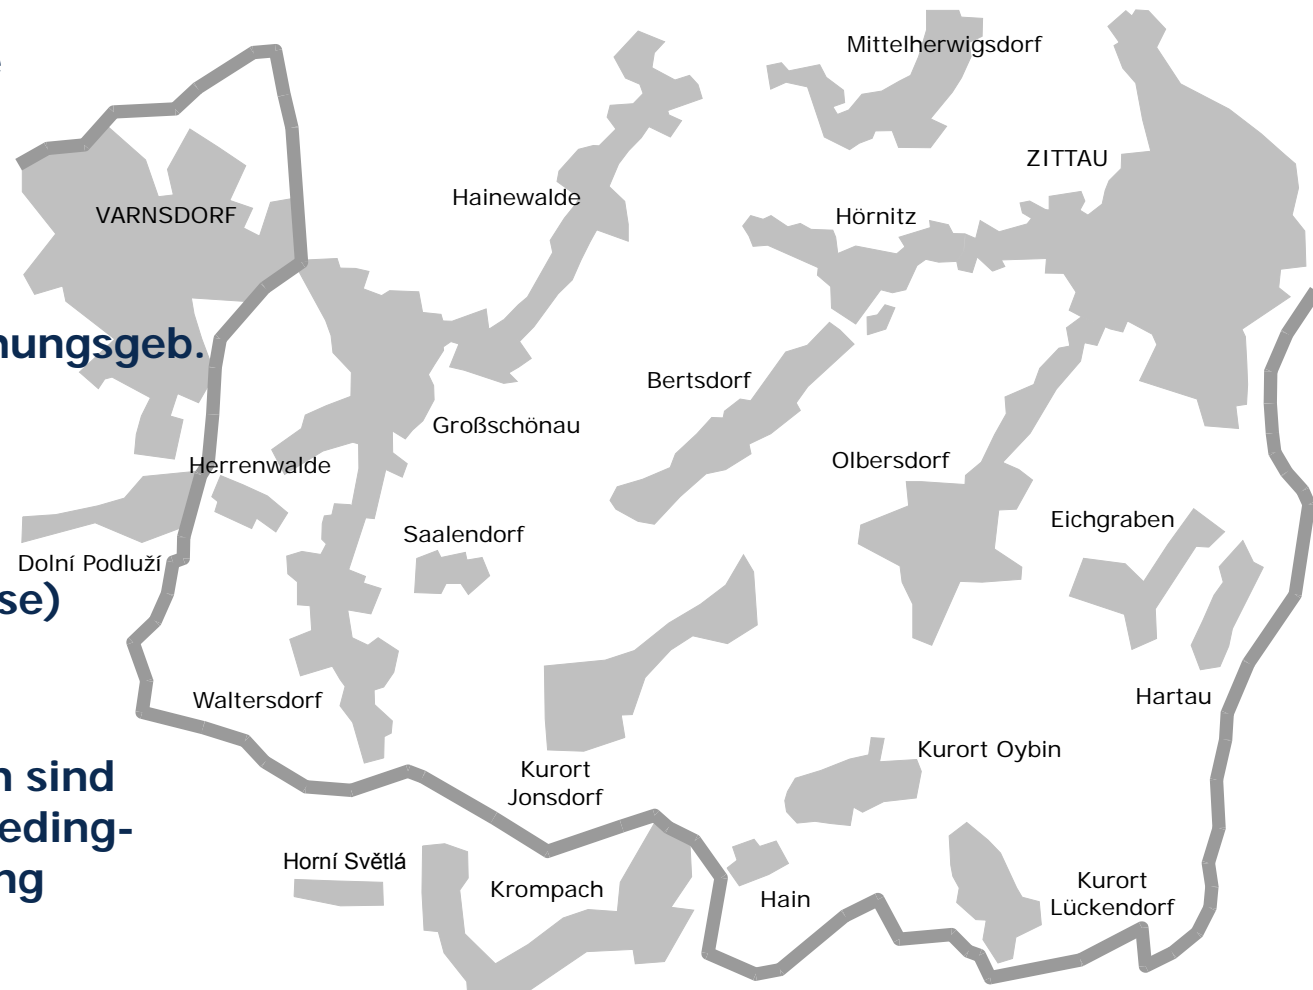 Mittelherwigsdorf
ZITTAU
Hainewalde
VARNSDORF
Hörnitz
Bertsdorf
Großschönau
Olbersdorf
Herrenwalde
Eichgraben
Saalendorf
Dolní Podluží
se)
Hartau
Waltersdorf
Kurort Oybin
Kurort
Jonsdorf
n sind
eding-
ng
Horní Světlá
Krompach
Hain
Kurort
Lückendorf